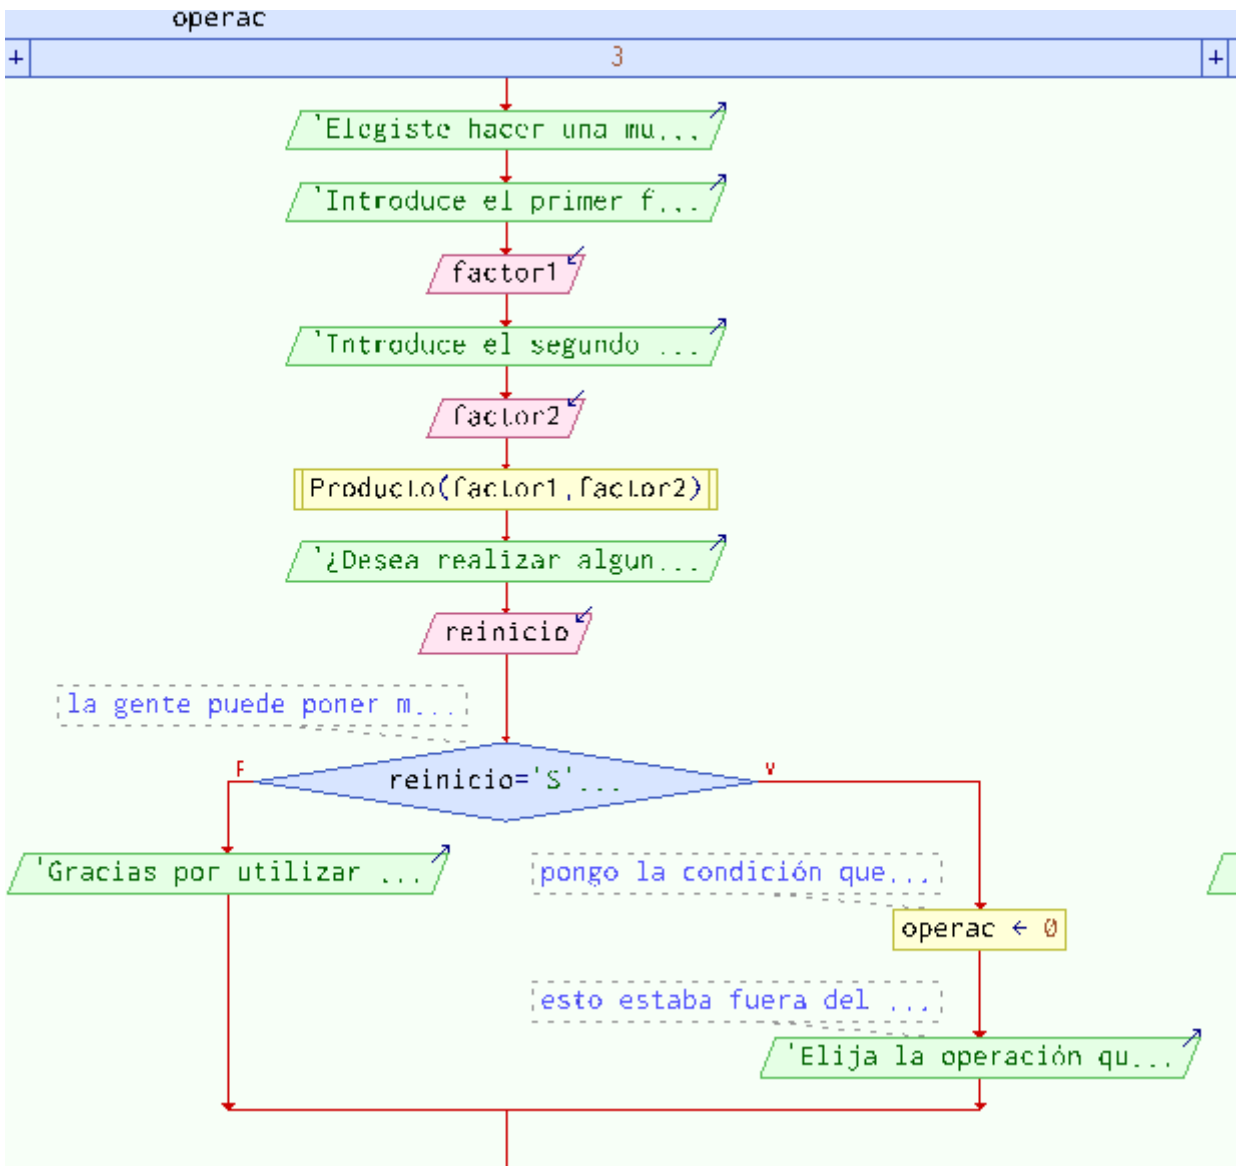 operac
+ 3 +
'Elegiste hacer una mu...
'Introduce el primer f...
factor1
'Introduce el segundo ...
factor2
Producto(factor1,factor2)
'¿Desea realizar algun...
reinicio
la gente puede poner m...
F V
reinicio='S'...
'Gracias por utilizar ...
pongo la condición que...
operac ← 0
esto estaba fuera del ...
'Elija la operación qu...